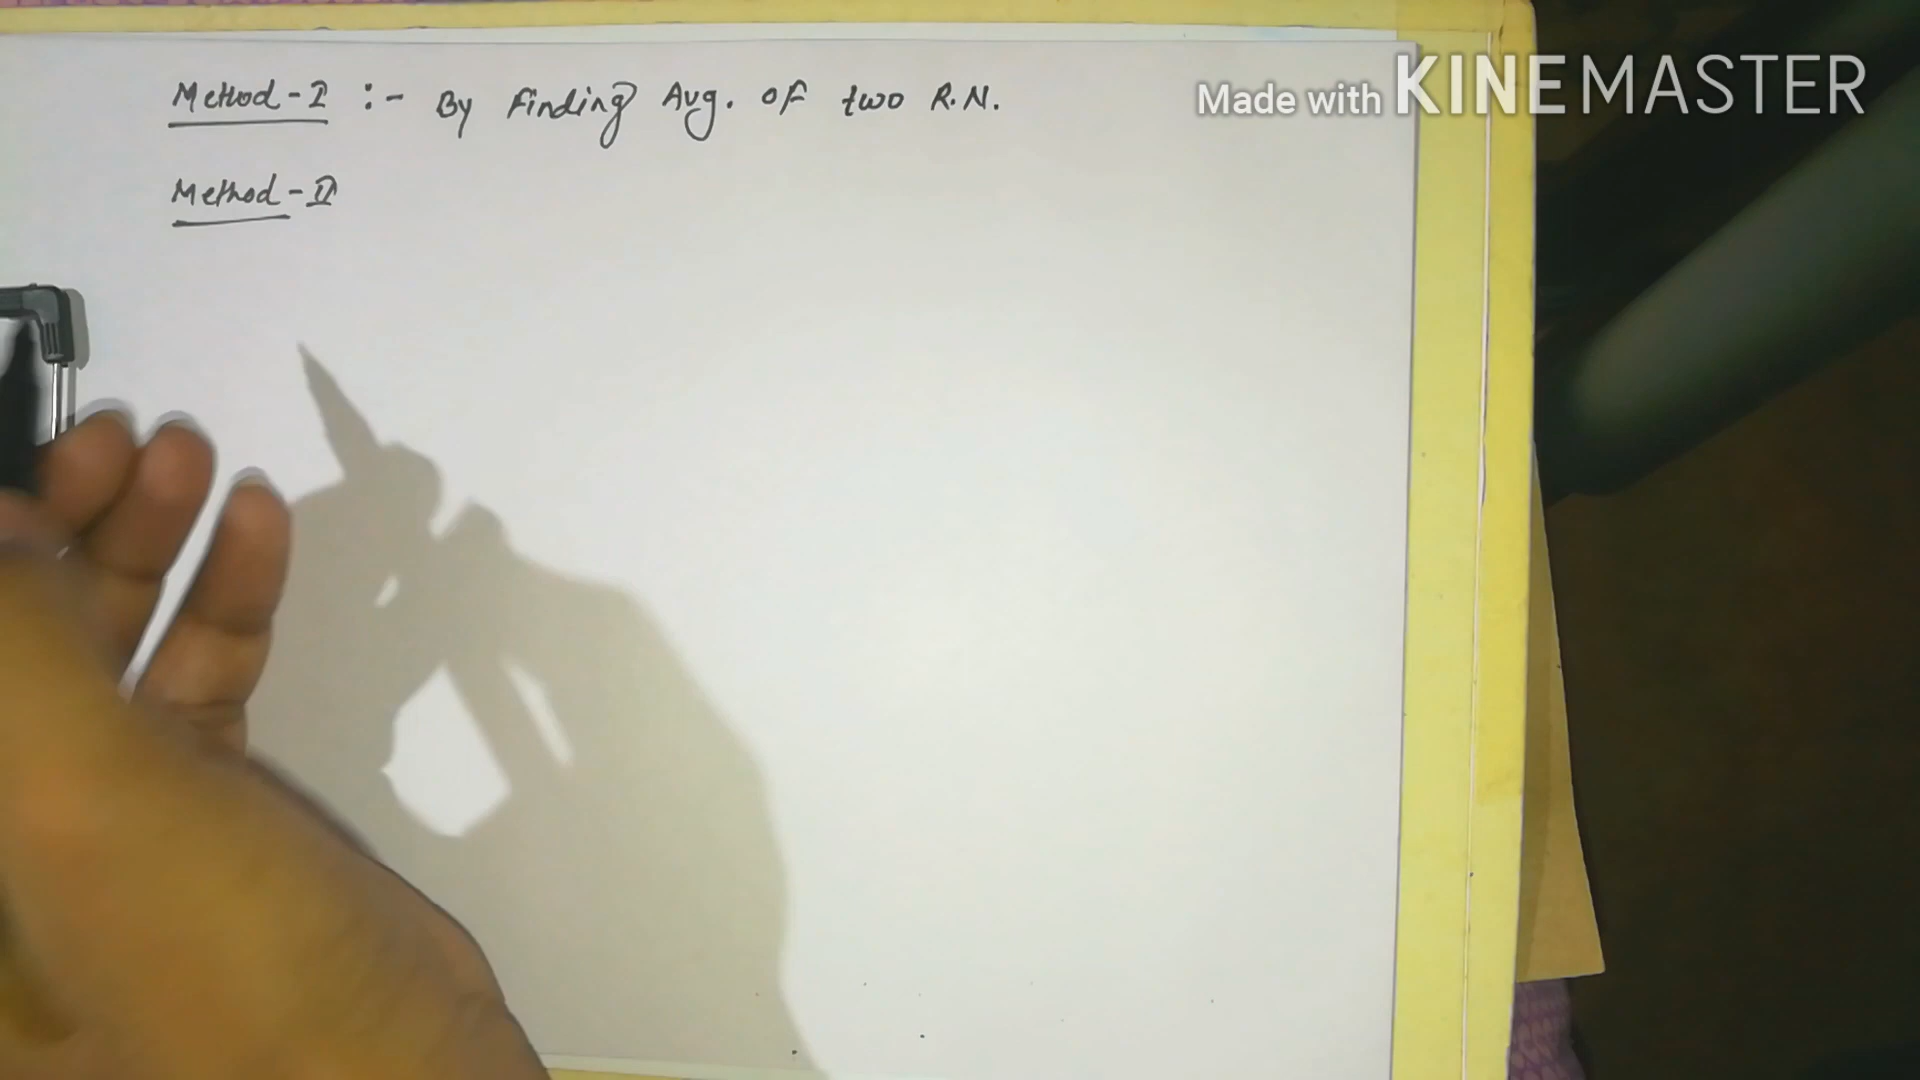 Method-I :- By Finding Avg. of two R.N.
Made with KINEMASTER
Method-II